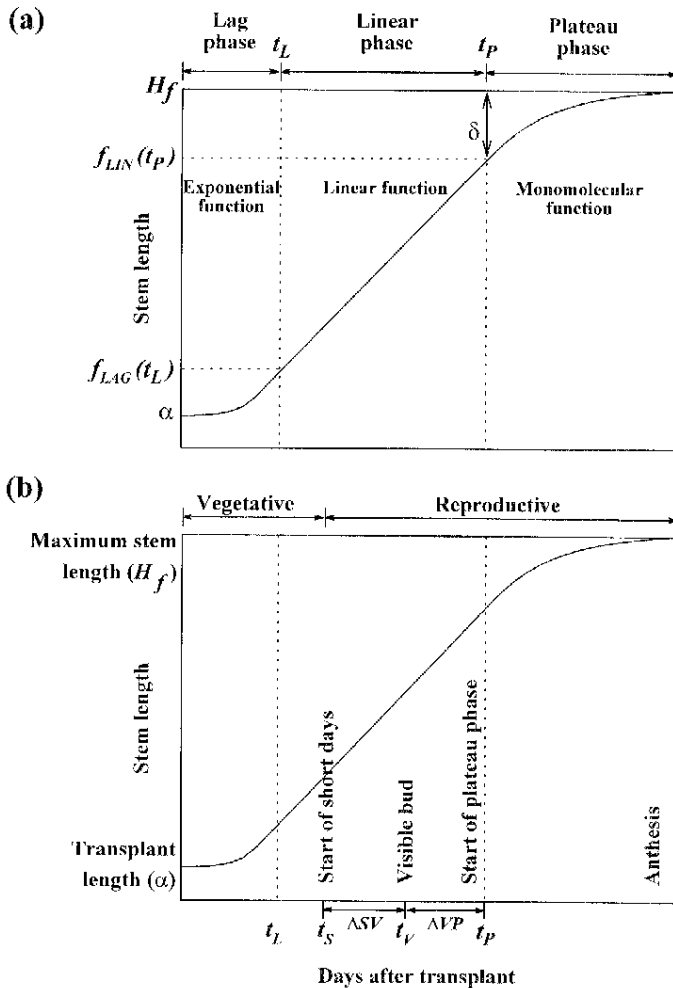 (a)
Lag phase
t_L
Linear phase
t_P
Plateau phase
H_f
δ
f_LIN(t_P)
Exponential function
Linear function
Monomolecular function
Stem length
f_LAG(t_L)
α
(b)
Vegetative
Reproductive
Maximum stem
length (H_f)
Stem length
Start of short days
Visible bud
Start of plateau phase
Anthesis
Transplant
length (α)
t_L
t_S
ΔSV
t_V
ΔVP
t_P
Days after transplant